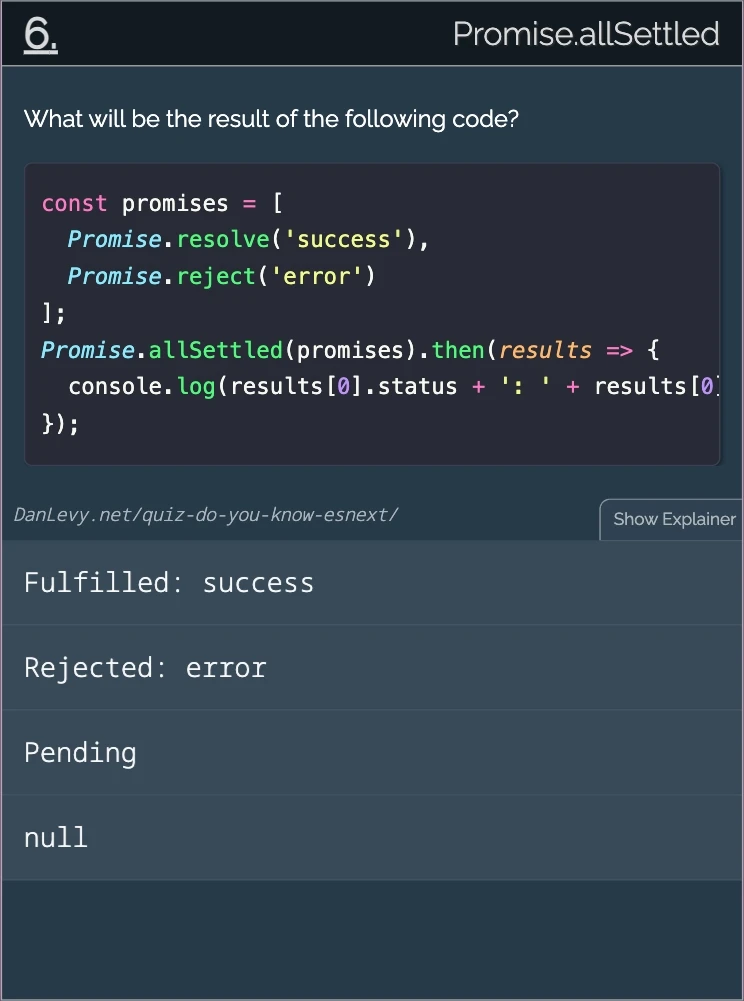 6.
Promise.allSettled
What will be the result of the following code?
const promises = [
  Promise.resolve('success'),
  Promise.reject('error')
];
Promise.allSettled(promises).then(results => {
  console.log(results[0].status + ': ' + results[0]
});
DanLevy.net/quiz-do-you-know-esnext/
Show Explainer
Fulfilled: success
Rejected: error
Pending
null